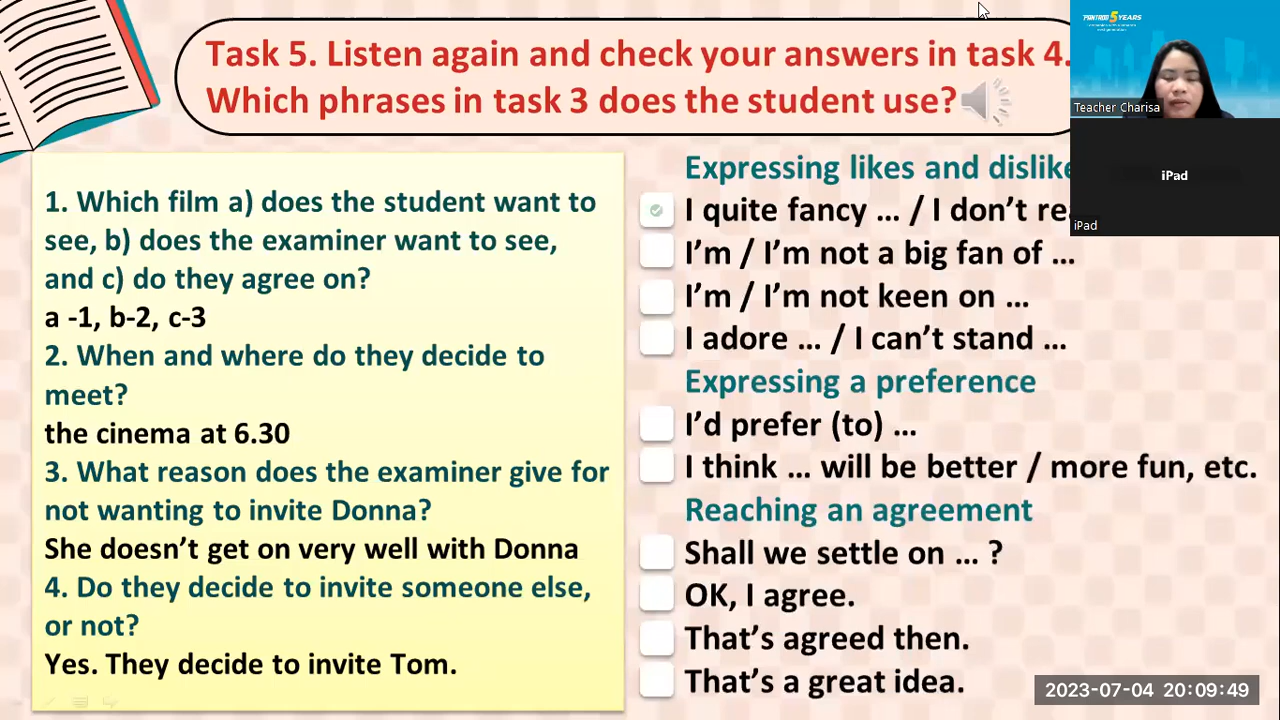 Task 5. Listen again and check your answers in task 4.
Which phrases in task 3 does the student use?
5 YEARS
Teacher Charisa
iPad
iPad
1. Which film a) does the student want to
see, b) does the examiner want to see,
and c) do they agree on?
a -1, b-2, c-3
2. When and where do they decide to
meet?
the cinema at 6.30
3. What reason does the examiner give for
not wanting to invite Donna?
She doesn’t get on very well with Donna
4. Do they decide to invite someone else,
or not?
Yes. They decide to invite Tom.
Expressing likes and
I quite fancy … / I don’t
I’m / I’m not a big fan of …
I’m / I’m not keen on …
I adore … / I can’t stand …
Expressing a preference
I’d prefer (to) …
I think … will be better / more fun, etc.
Reaching an agreement
Shall we settle on … ?
OK, I agree.
That’s agreed then.
That’s a great idea.
2023-07-04 20:09:49